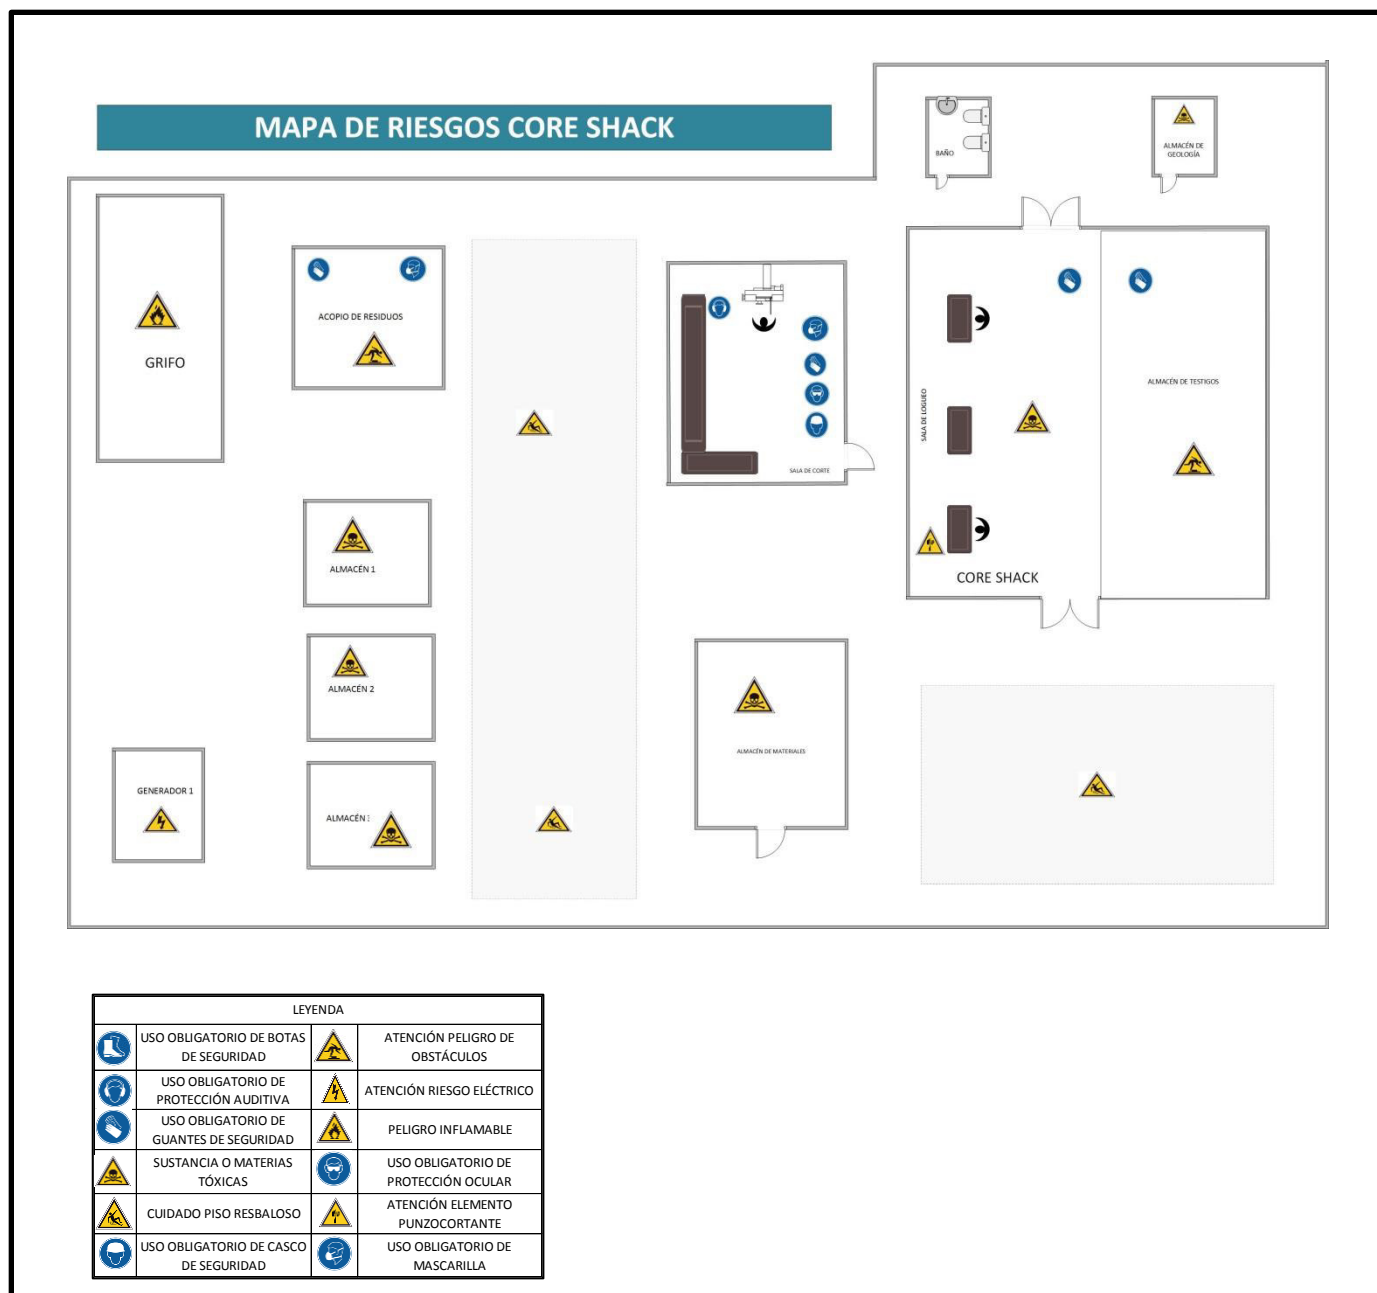 MAPA DE RIESGOS CORE SHACK
BAÑO
ALMACÉN DE
GEOLOGÍA
GRIFO
ACOPIO DE RESIDUOS
SALA DE CORTE
SALA DE LOGUEO
ALMACÉN DE TESTIGOS
CORE SHACK
ALMACÉN 1
ALMACÉN 2
ALMACÉN DE MATERIALES
GENERADOR 1
ALMACÉN
LEYENDA
USO OBLIGATORIO DE BOTAS
DE SEGURIDAD
ATENCIÓN PELIGRO DE
OBSTÁCULOS
USO OBLIGATORIO DE
PROTECCIÓN AUDITIVA
ATENCIÓN RIESGO ELÉCTRICO
USO OBLIGATORIO DE
GUANTES DE SEGURIDAD
PELIGRO INFLAMABLE
SUSTANCIA O MATERIAS
TÓXICAS
USO OBLIGATORIO DE
PROTECCIÓN OCULAR
CUIDADO PISO RESBALOSO
ATENCIÓN ELEMENTO
PUNZOCORTANTE
USO OBLIGATORIO DE CASCO
DE SEGURIDAD
USO OBLIGATORIO DE
MASCARILLA